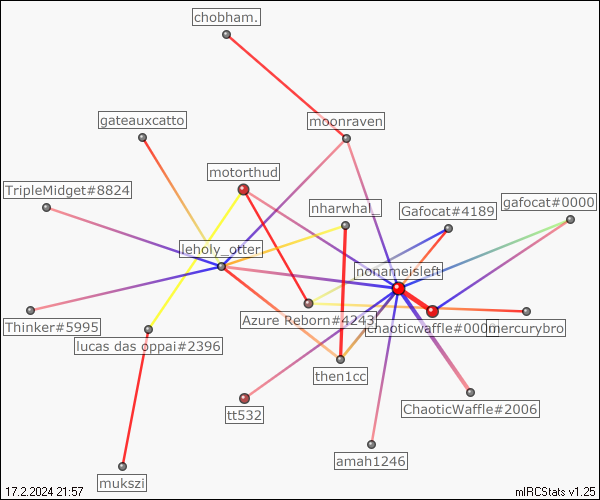 chobham.
gateauxcatto
moonraven
motorthud
TripleMidget#8824
nharwhal_
Gafocat#4189
gafocat#0000
leholy_otter
nonameisleft
Azure Reborn#4243
Thinker#5995
chaoticwaffle#0000
mercurybro
lucas das oppai#2396
then1cc
tt532
ChaoticWaffle#2006
amah1246
mukszi
17.2.2024 21:57
mIRCStats v1.25